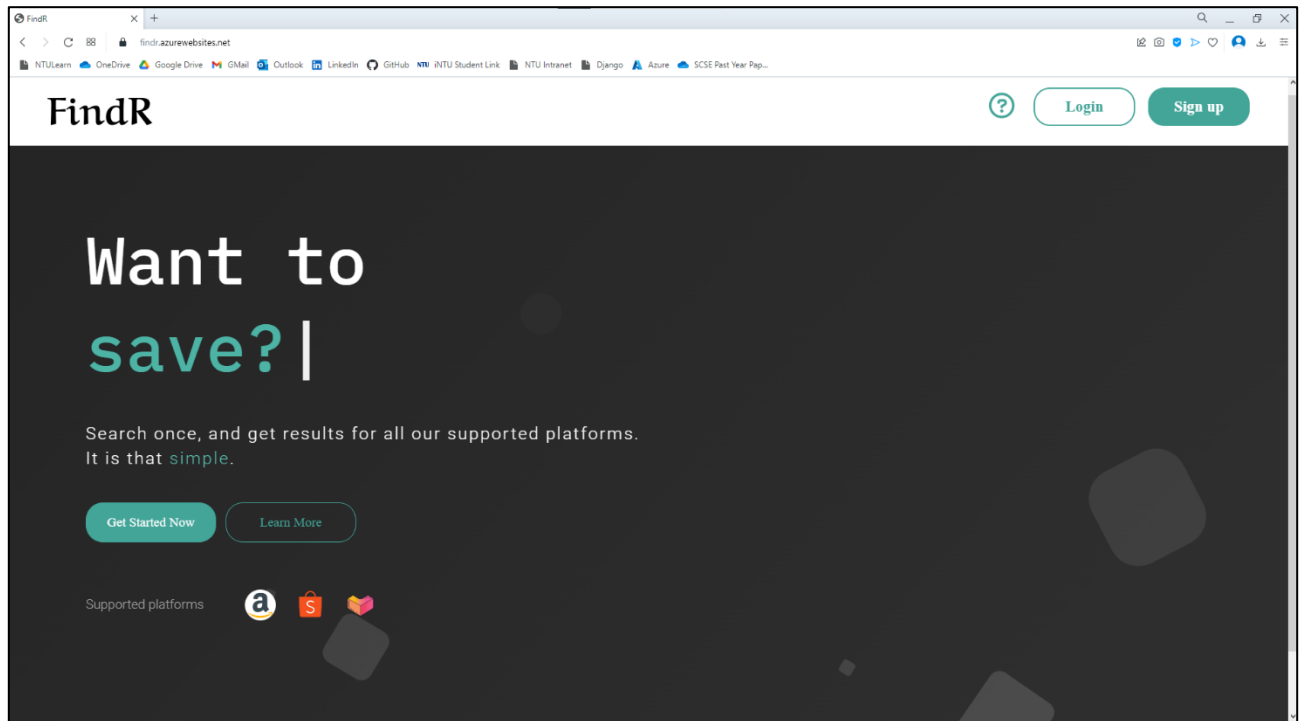 FindR
findr.azurewebsites.net
NTULearn OneDrive Google Drive GMail Outlook LinkedIn GitHub NTU iNTU Student Link NTU Intranet Django Azure SCSE Past Year Pap...
FindR ? Login Sign up
Want to
save?|
Search once, and get results for all our supported platforms.
It is that simple.
Get Started Now Learn More
Supported platforms a S